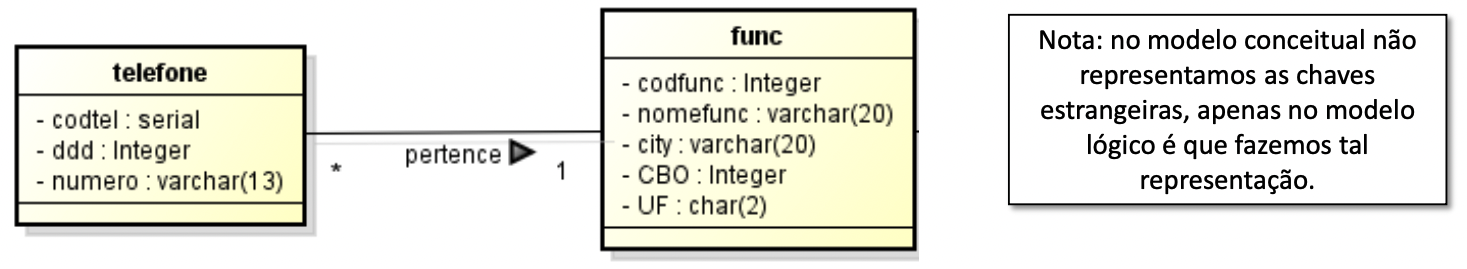 telefone
- codtel : serial
- ddd : Integer
- numero : varchar(13)
*
pertence
1
func
- codfunc : Integer
- nomefunc : varchar(20)
- city : varchar(20)
- CBO : Integer
- UF : char(2)
Nota: no modelo conceitual não
representamos as chaves
estrangeiras, apenas no modelo
lógico é que fazemos tal
representação.